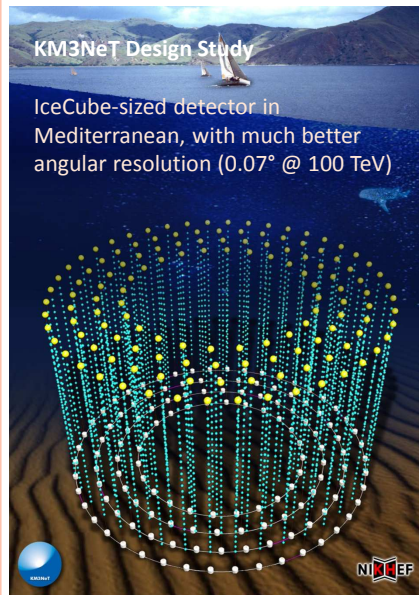 KM3NeT Design Study
IceCube-sized detector in
Mediterranean, with much better
angular resolution (0.07° @ 100 TeV)
KM3NeT
NIKHEF